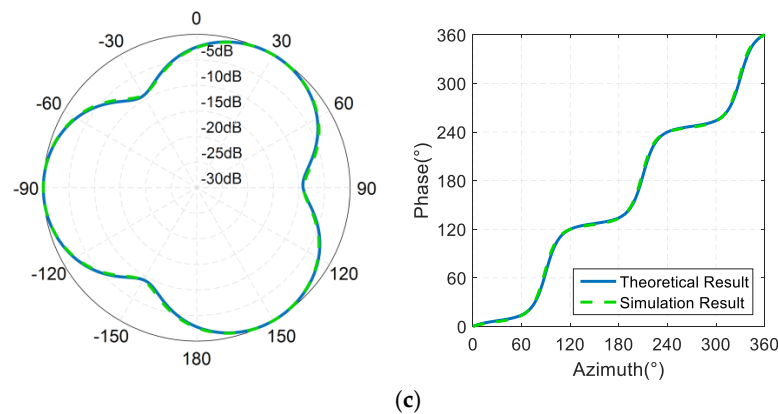 0
30
60
90
120
150
180
-150
-120
-90
-60
-30
-5dB
-10dB
-15dB
-20dB
-25dB
-30dB
Phase(°)
360
300
240
180
120
60
0
0 60 120 180 240 300 360
Azimuth(°)
Theoretical Result
Simulation Result
(c)